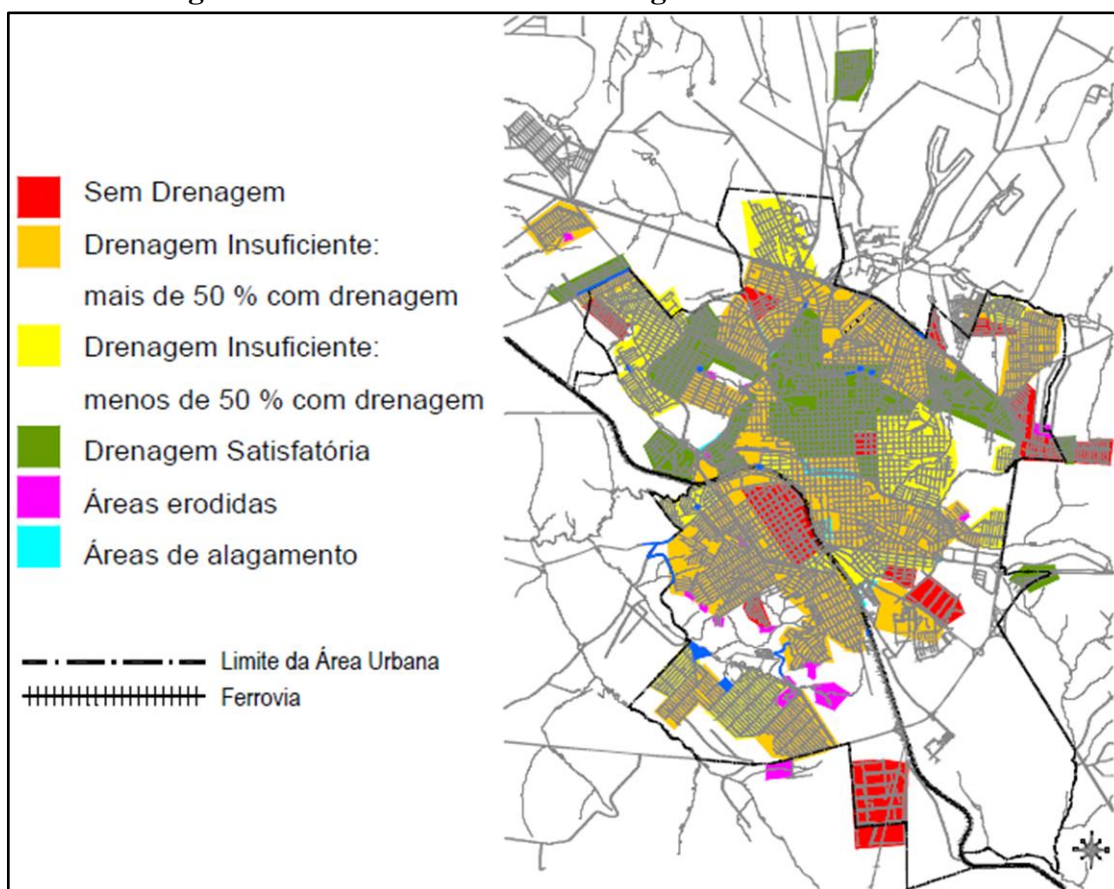 Sem Drenagem
Drenagem Insuficiente:
mais de 50 % com drenagem
Drenagem Insuficiente:
menos de 50 % com drenagem
Drenagem Satisfatória
Áreas erodidas
Áreas de alagamento
Limite da Área Urbana
Ferrovia